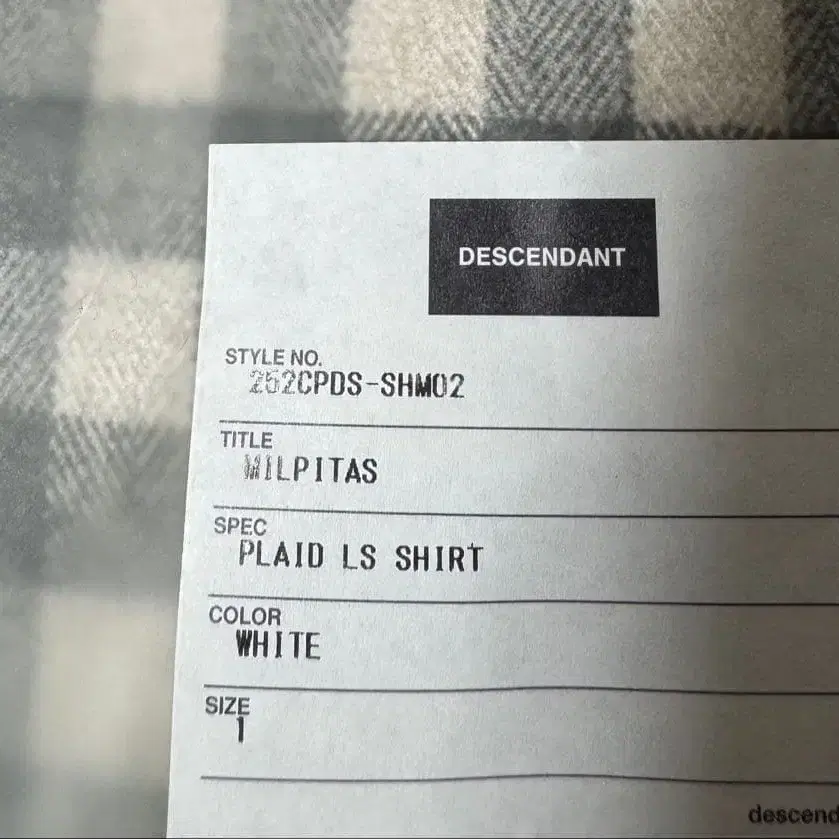 DESCENDANT
STYLE NO.
252CPDS-SHM02
TITLE
MILPITAS
SPEC
PLAID LS SHIRT
COLOR
WHITE
SIZE
1
descend